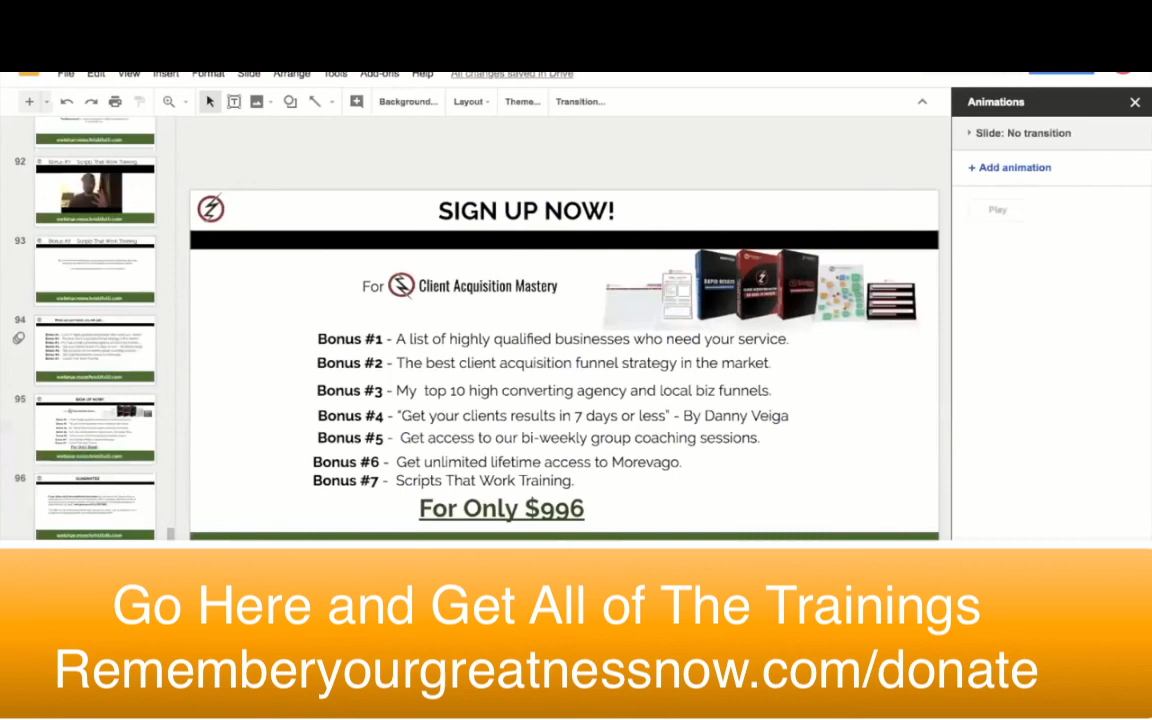 File Edit View Insert Format Slide Arrange Tools Add-ons Help All changes saved in Drive
Background... Layout Theme... Transition...
Animations
Slide: No transition
+ Add animation
Play
92
93
94
95
96
SIGN UP NOW!
For Client Acquisition Mastery
Bonus #1 - A list of highly qualified businesses who need your service.
Bonus #2 - The best client acquisition funnel strategy in the market.
Bonus #3 - My top 10 high converting agency and local biz funnels.
Bonus #4 - "Get your clients results in 7 days or less" - By Danny Veiga
Bonus #5 - Get access to our bi-weekly group coaching sessions.
Bonus #6 - Get unlimited lifetime access to Morevago.
Bonus #7 - Scripts That Work Training.
For Only $996
Go Here and Get All of The Trainings
Rememberyourgreatnessnow.com/donate